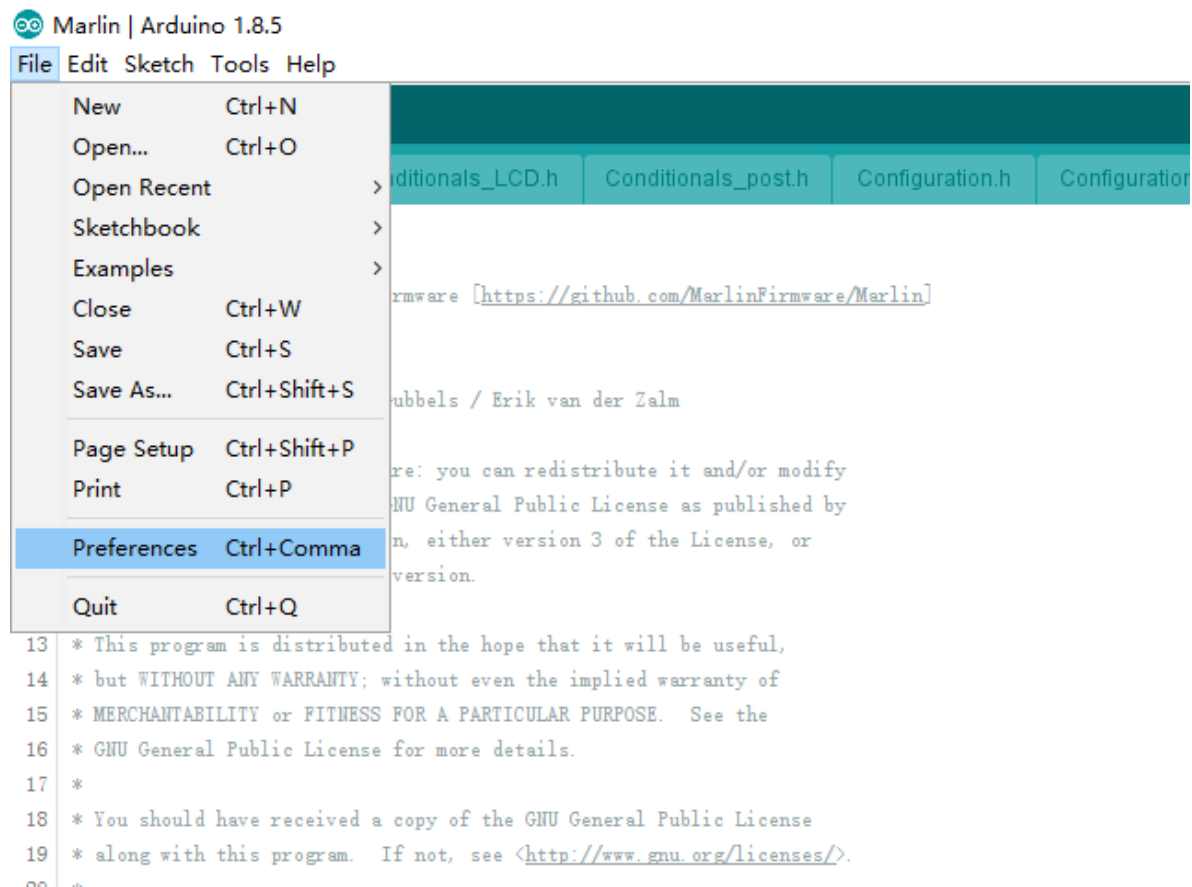 Marlin | Arduino 1.8.5
File Edit Sketch Tools Help
New Ctrl+N
Open... Ctrl+O
Open Recent
Sketchbook
Examples
Close Ctrl+W
Save Ctrl+S
Save As... Ctrl+Shift+S
Page Setup Ctrl+Shift+P
Print Ctrl+P
Preferences Ctrl+Comma
Quit Ctrl+Q
ditionals_LCD.h Conditionals_post.h Configuration.h Configuration
rmware [https://github.com/MarlinFirmware/Marlin]
ubbels / Erik van der Zalm
re: you can redistribute it and/or modify
NU General Public License as published by
n, either version 3 of the License, or
version.
13 * This program is distributed in the hope that it will be useful,
14 * but WITHOUT ANY WARRANTY; without even the implied warranty of
15 * MERCHANTABILITY or FITNESS FOR A PARTICULAR PURPOSE.  See the
16 * GNU General Public License for more details.
17 *
18 * You should have received a copy of the GNU General Public License
19 * along with this program.  If not, see <http://www.gnu.org/licenses/>.